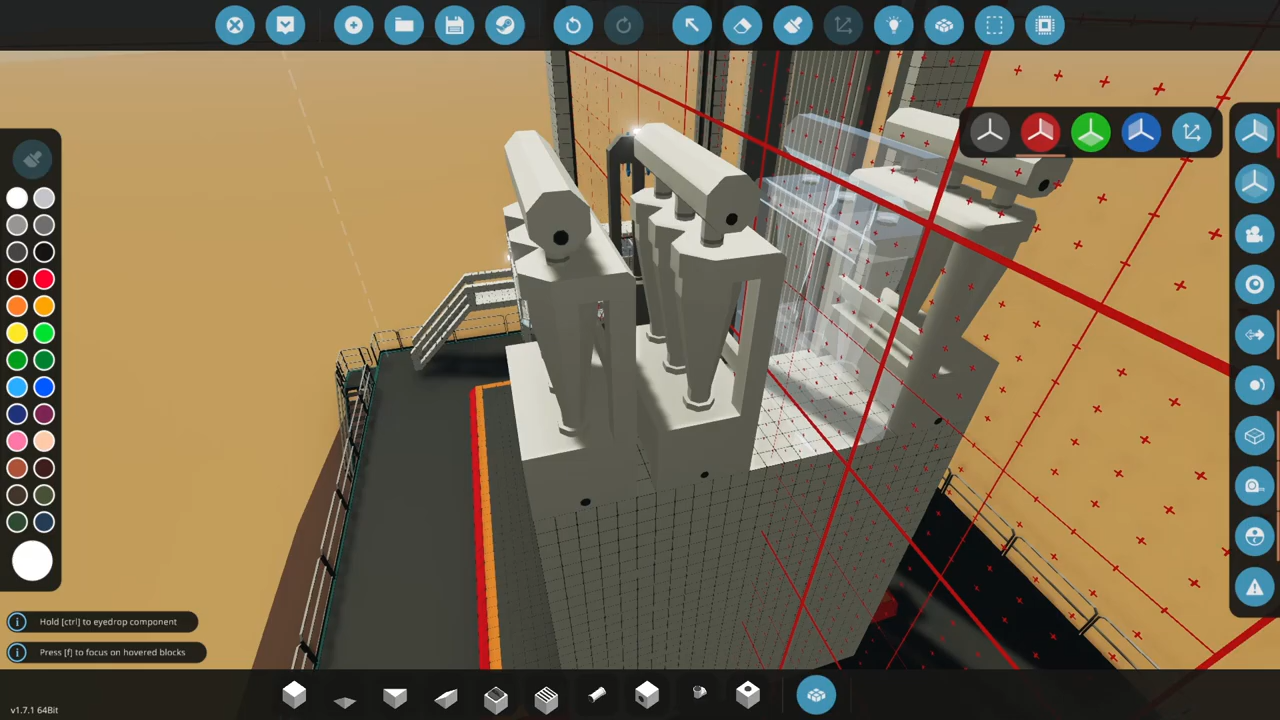 Hold [ctrl] to eyedrop component
Press [f] to focus on hovered blocks
v1.7.1 64Bit